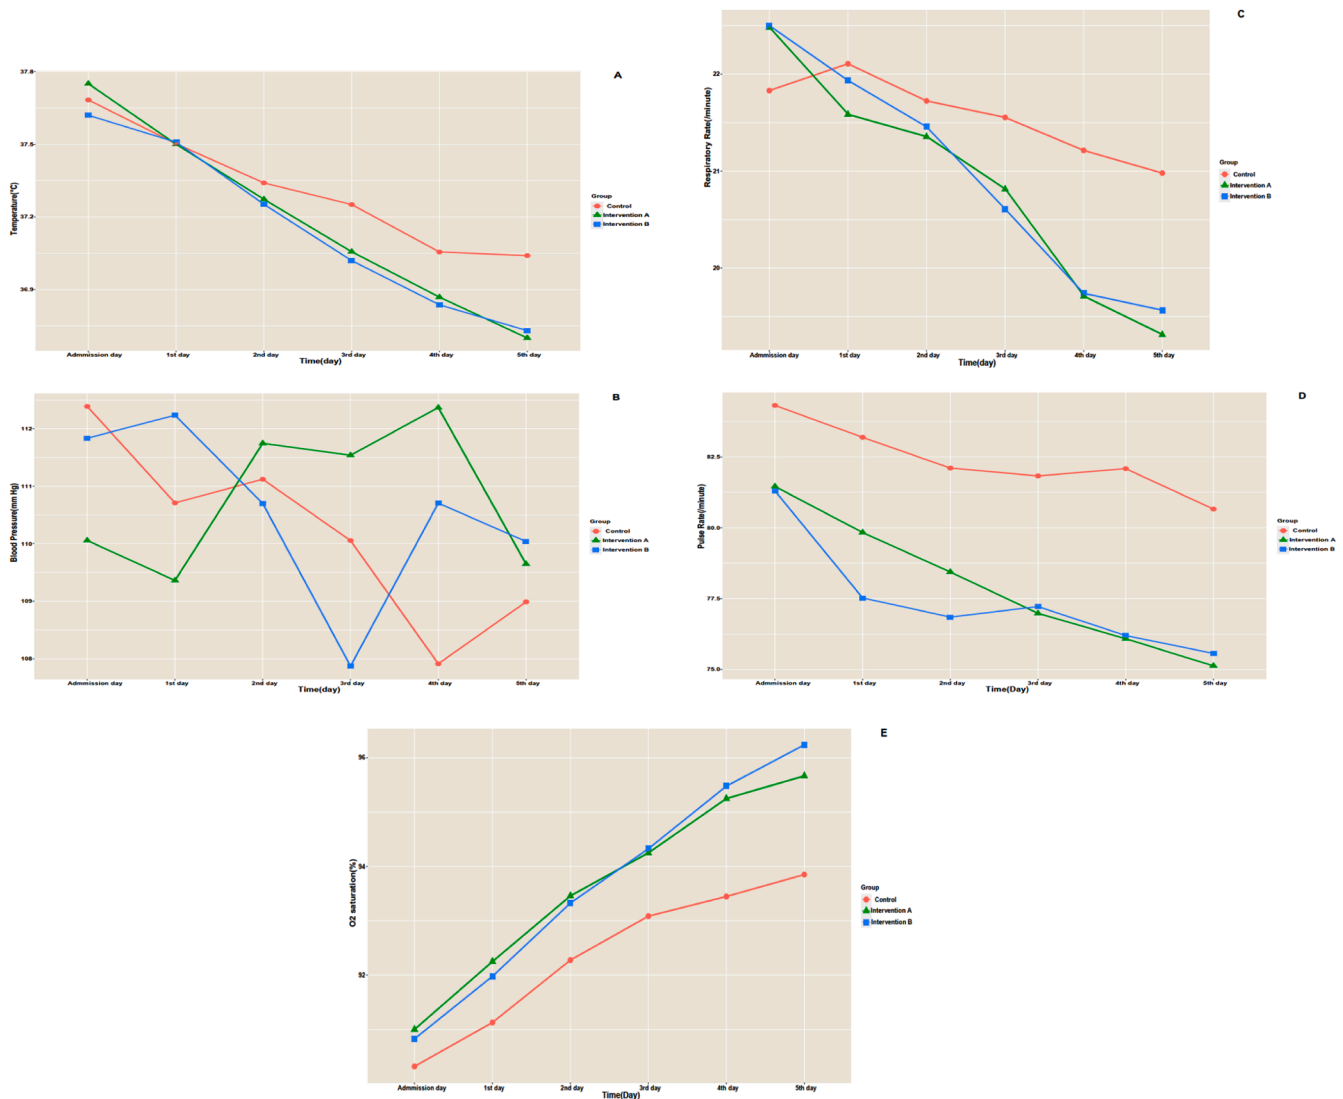 A
37.8
37.5
37.2
36.9
Temperature(°C)
Admmission day 1st day 2nd day 3rd day 4th day 5th day
Time(day)
Group
Control
Intervention A
Intervention B
C
22
21
20
Respiratory Rate(/minute)
Admmission day 1st day 2nd day 3rd day 4th day 5th day
Time(day)
Group
Control
Intervention A
Intervention B
B
112
111
110
109
108
Blood Pressure(mm Hg)
Admmission day 1st day 2nd day 3rd day 4th day 5th day
Time(day)
Group
Control
Intervention A
Intervention B
D
82.5
80.0
77.5
75.0
Pulse Rate(/minute)
Admmission day 1st day 2nd day 3rd day 4th day 5th day
Time(Day)
Group
Control
Intervention A
Intervention B
E
96
94
92
O2 saturation(%)
Admmission day 1st day 2nd day 3rd day 4th day 5th day
Time(Day)
Group
Control
Intervention A
Intervention B